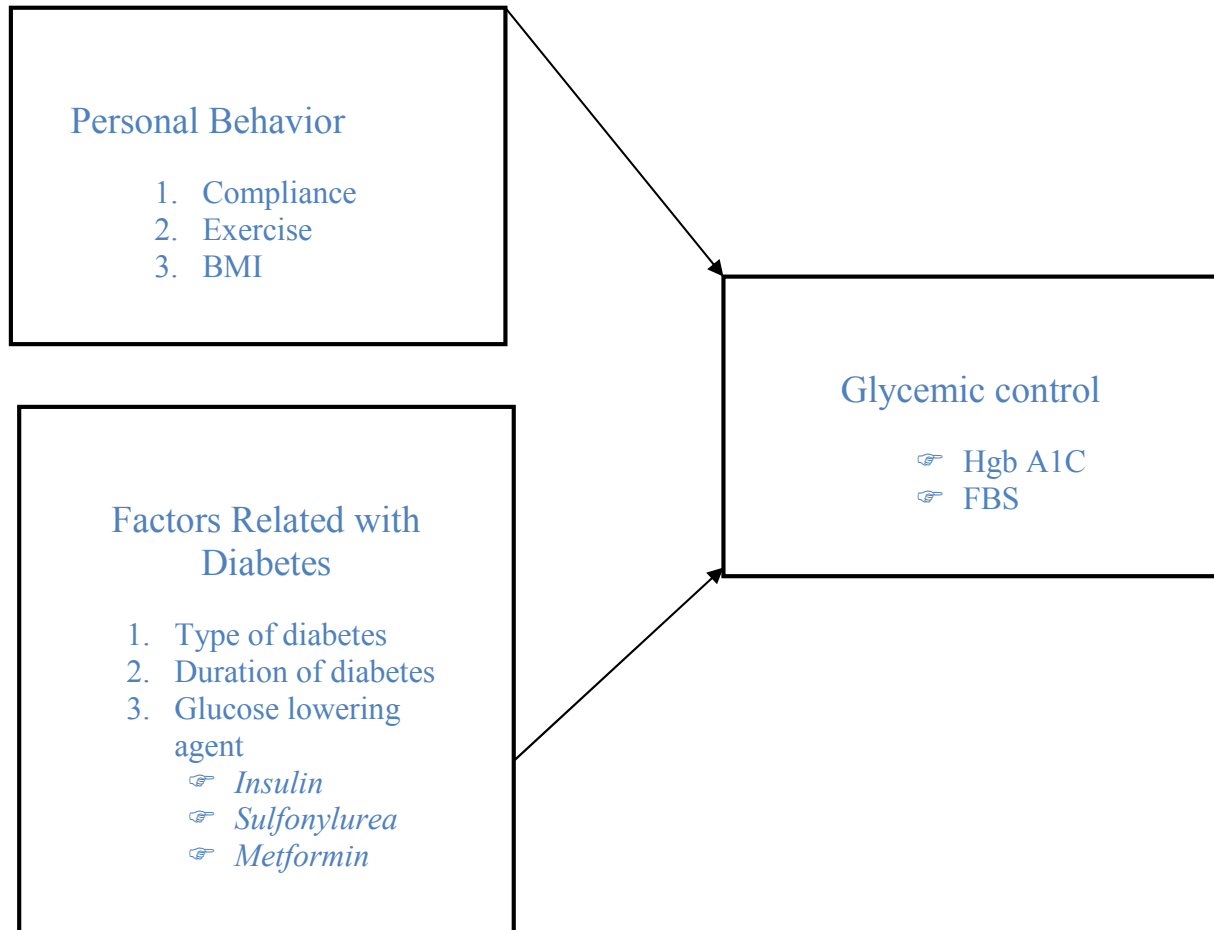 Personal Behavior
1. Compliance
2. Exercise
3. BMI
Factors Related with
Diabetes
1. Type of diabetes
2. Duration of diabetes
3. Glucose lowering
agent
☞ Insulin
☞ Sulfonylurea
☞ Metformin
Glycemic control
☞ Hgb A1C
☞ FBS